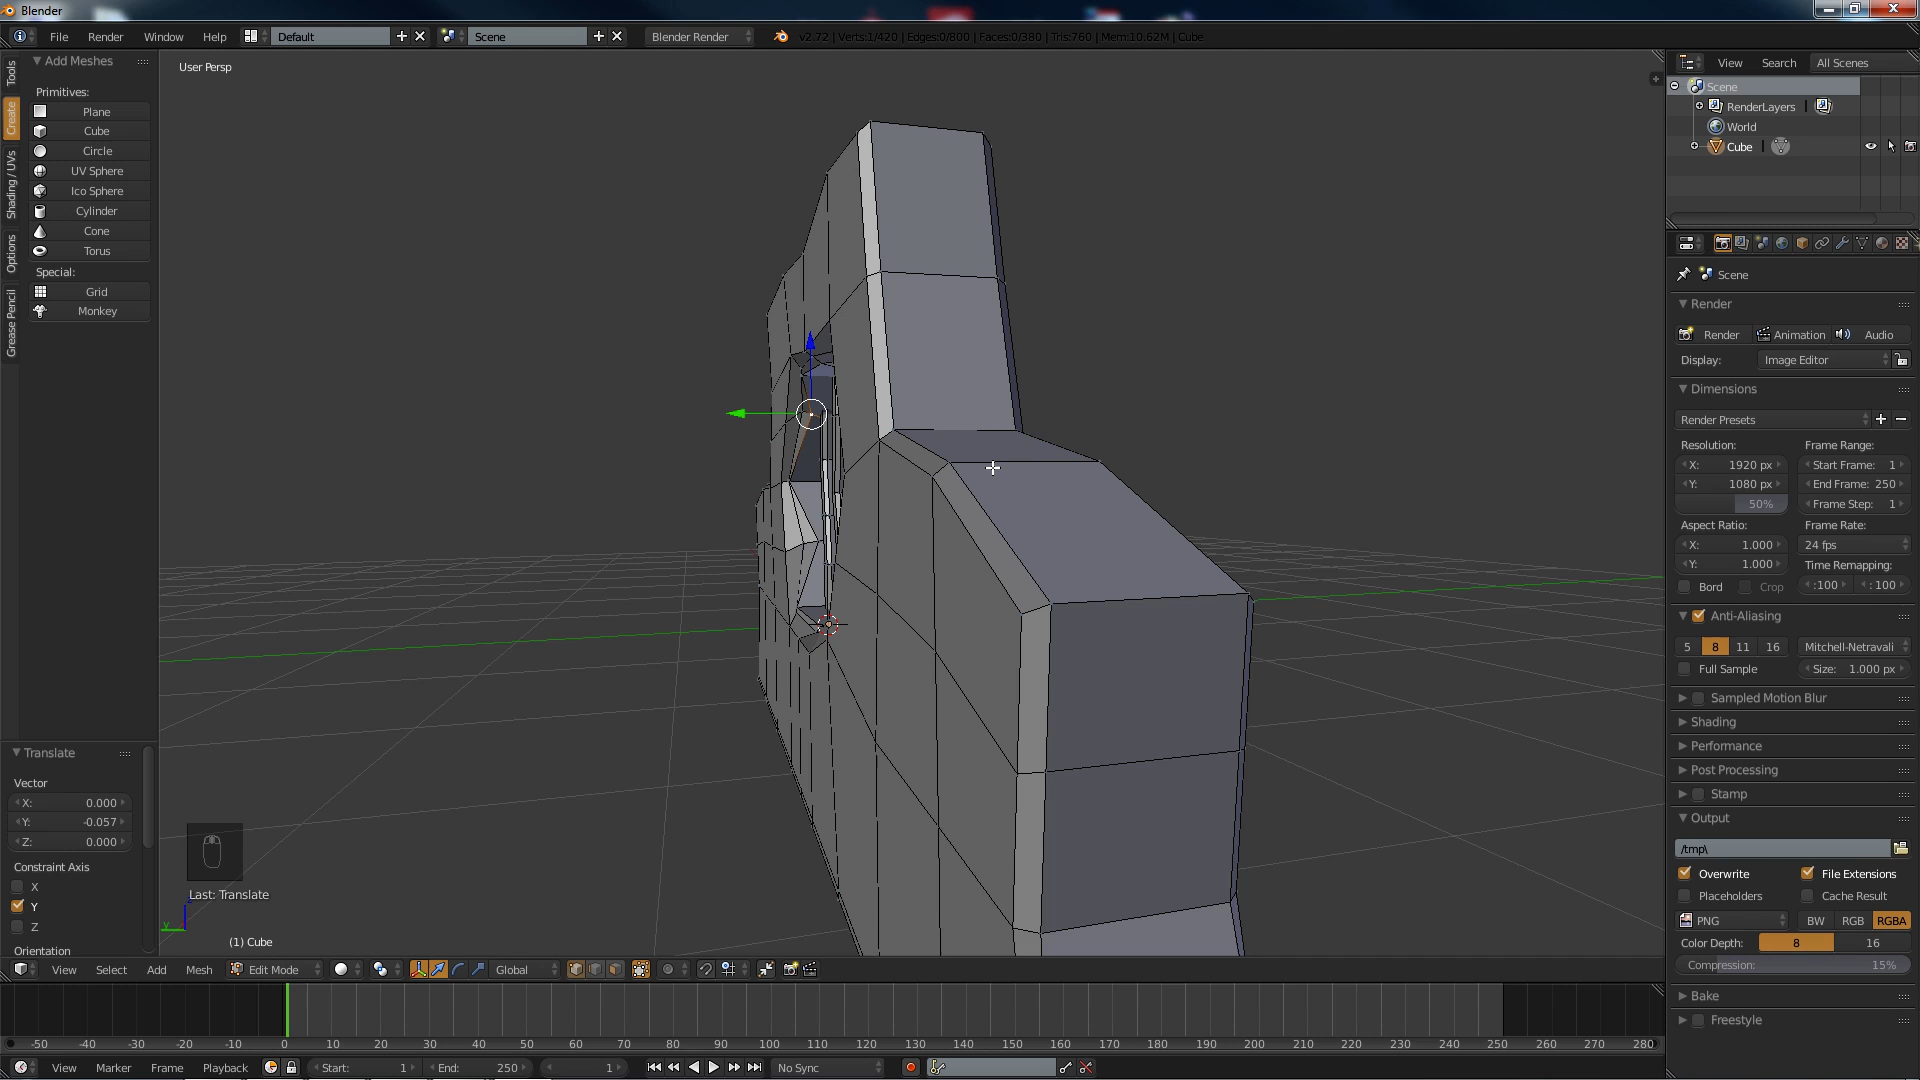 Blender
File Render Window Help Default Scene Blender Render v2.72 | Verts:1/420 | Edges:0/800 | Faces:0/380 | Tris:760 | Mem:10.62M | Cube
Tools
Create
Shading / UVs
Options
Grease Pencil
Add Meshes
Primitives:
Plane
Cube
Circle
UV Sphere
Ico Sphere
Cylinder
Cone
Torus
Special:
Grid
Monkey
Translate
Vector
X: 0.000
Y: -0.057
Z: 0.000
Constraint Axis
X
Y
Z
Orientation
User Persp
Last: Translate
(1) Cube
View Select Add Mesh Edit Mode Global
-50 -40 -30 -20 -10 0 10 20 30 40 50 60 70 80 90 100 110 120 130 140 150 160 170 180 190 200 210 220 230 240 250 260 270 280
View Marker Frame Playback Start: 1 End: 250 1 No Sync
View Search All Scenes
Scene
RenderLayers
World
Cube
Scene
Render
Render Animation Audio
Display: Image Editor
Dimensions
Render Presets
Resolution: Frame Range:
X: 1920 px Start Frame: 1
Y: 1080 px End Frame: 250
50% Frame Step: 1
Aspect Ratio: Frame Rate:
X: 1.000 24 fps
Y: 1.000 Time Remapping:
Bord Crop :100 : 100
Anti-Aliasing
5 8 11 16 Mitchell-Netravali
Full Sample Size: 1.000 px
Sampled Motion Blur
Shading
Performance
Post Processing
Stamp
Output
/tmp\
Overwrite File Extensions
Placeholders Cache Result
PNG BW RGB RGBA
Color Depth: 8 16
Compression: 15%
Bake
Freestyle